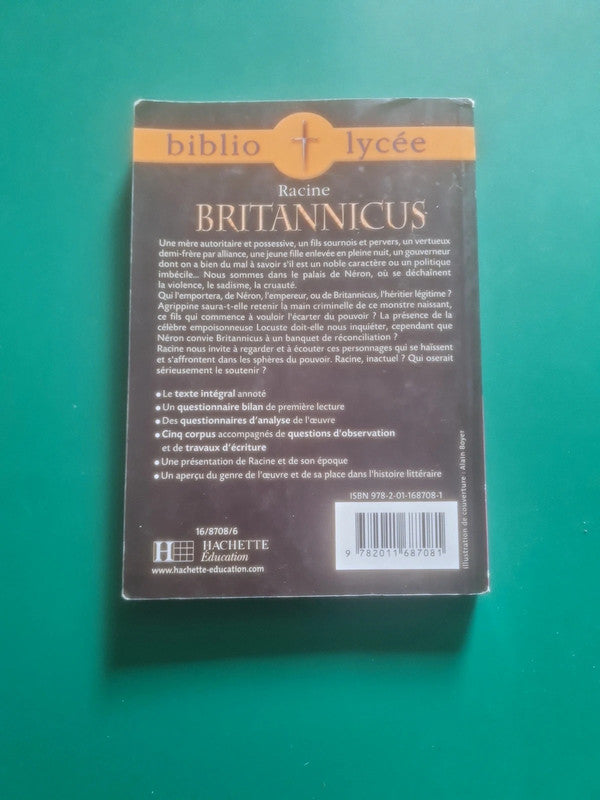 biblio lycée
Racine
BRITANNICUS
Une mère autoritaire et possessive, un fils sournois et pervers, un vertueux
demi-frère par alliance, une jeune fille enlevée en pleine nuit, un gouverneur
dont on a bien du mal à savoir s'il est un noble caractère ou un politique
imbécile... Nous sommes dans le palais de Néron, où se déchaînent
la violence, le sadisme, la cruauté.
Qui l'emportera, de Néron, l'empereur, ou de Britannicus, l'héritier légitime ?
Agrippine saura-t-elle retenir la main criminelle de ce monstre naissant,
ce fils qui commence à vouloir l'écarter du pouvoir ? La présence de la
célèbre empoisonneuse Locuste doit-elle nous inquiéter, cependant que
Néron convie Britannicus à un banquet de réconciliation ?
Racine nous invite à regarder et à écouter ces personnages qui se haïssent
et s'affrontent dans les sphères du pouvoir. Racine, inactuel ? Qui oserait
sérieusement le soutenir ?
• Le texte intégral annoté
• Un questionnaire bilan de première lecture
• Des questionnaires d'analyse de l'œuvre
• Cinq corpus accompagnés de questions d'observation
et de travaux d'écriture
• Une présentation de Racine et de son époque
• Un aperçu du genre de l'œuvre et de sa place dans l'histoire littéraire
Illustration de couverture : Alain Boyer
ISBN 978-2-01-168708-1
9 782011 687081
16/8708/6
H HACHETTE
Éducation
www.hachette-education.com